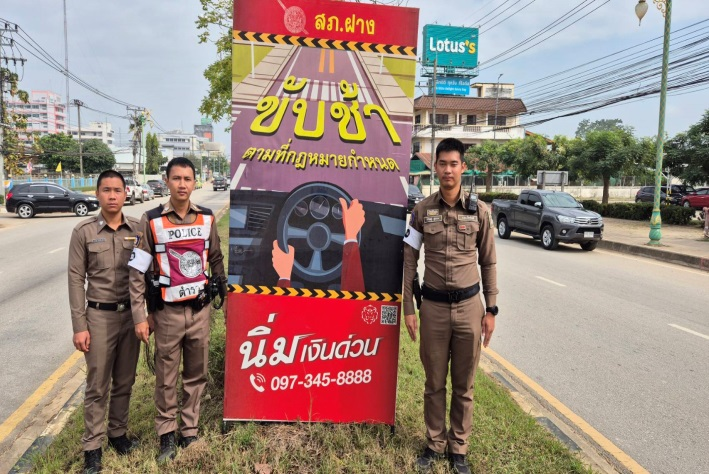 สภ.ฝาง
ขับช้า
ตามที่กฎหมายกำหนด
นิ่มเงินด่วน
097-345-8888
Lotus's
POLICE
ตำรวจ